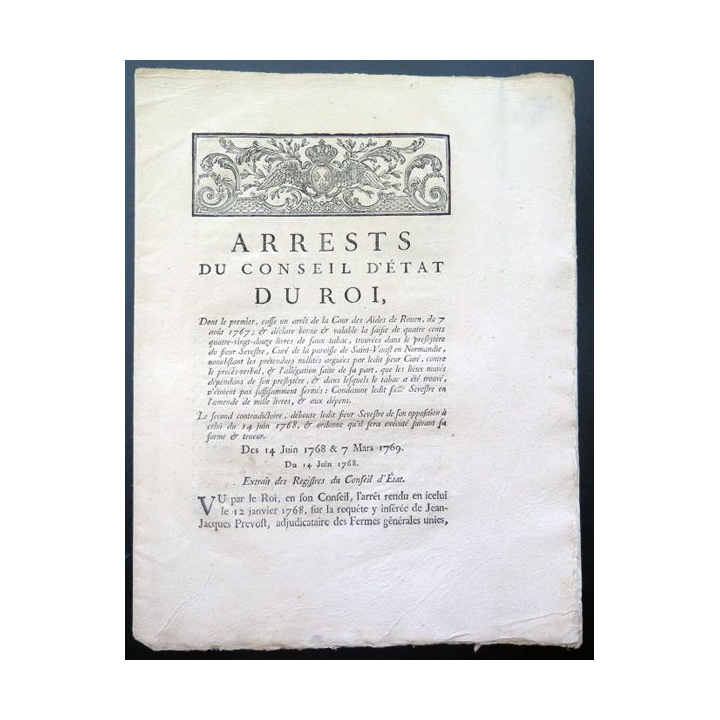 ARRESTS
DU CONSEIL D'ÉTAT
DU ROI,
Dont le premier, casse un arrêt de la Cour des Aides de Rouen, du 7
août 1767; & déclare bonne & valable la saisie de quatre cents
quatre-vingt-douze livres de faux tabac, trouvées dans le presbytère
du sieur Sevestre, Curé de la paroisse de Saint-Vaast en Normandie,
nonobstant les prétendues nullités arguées par ledit sieur Curé, contre
le procès-verbal, & l'allégation faite de sa part, que les lieux murés
dépendans de son presbytère, & dans lesquels le tabac a été trouvé,
n'étoient pas suffisamment fermés: Condamne ledit sieur Sevestre en
l'amende de mille livres, & aux dépens.
Le second contradictoire, déboute ledit sieur Sevestre de son opposition à
celui du 14 juin 1768, & ordonne qu'il sera exécuté suivant sa
forme & teneur.
Des 14 Juin 1768 & 7 Mars 1769.
Du 14 Juin 1768.
Extrait des Registres du Conseil d'État.
VU par le Roi, en son Conseil, l'arrêt rendu en icelui
le 12 janvier 1768, sur la requête y insérée de Jean-
Jacques Prevost, adjudicataire des Fermes générales unies,